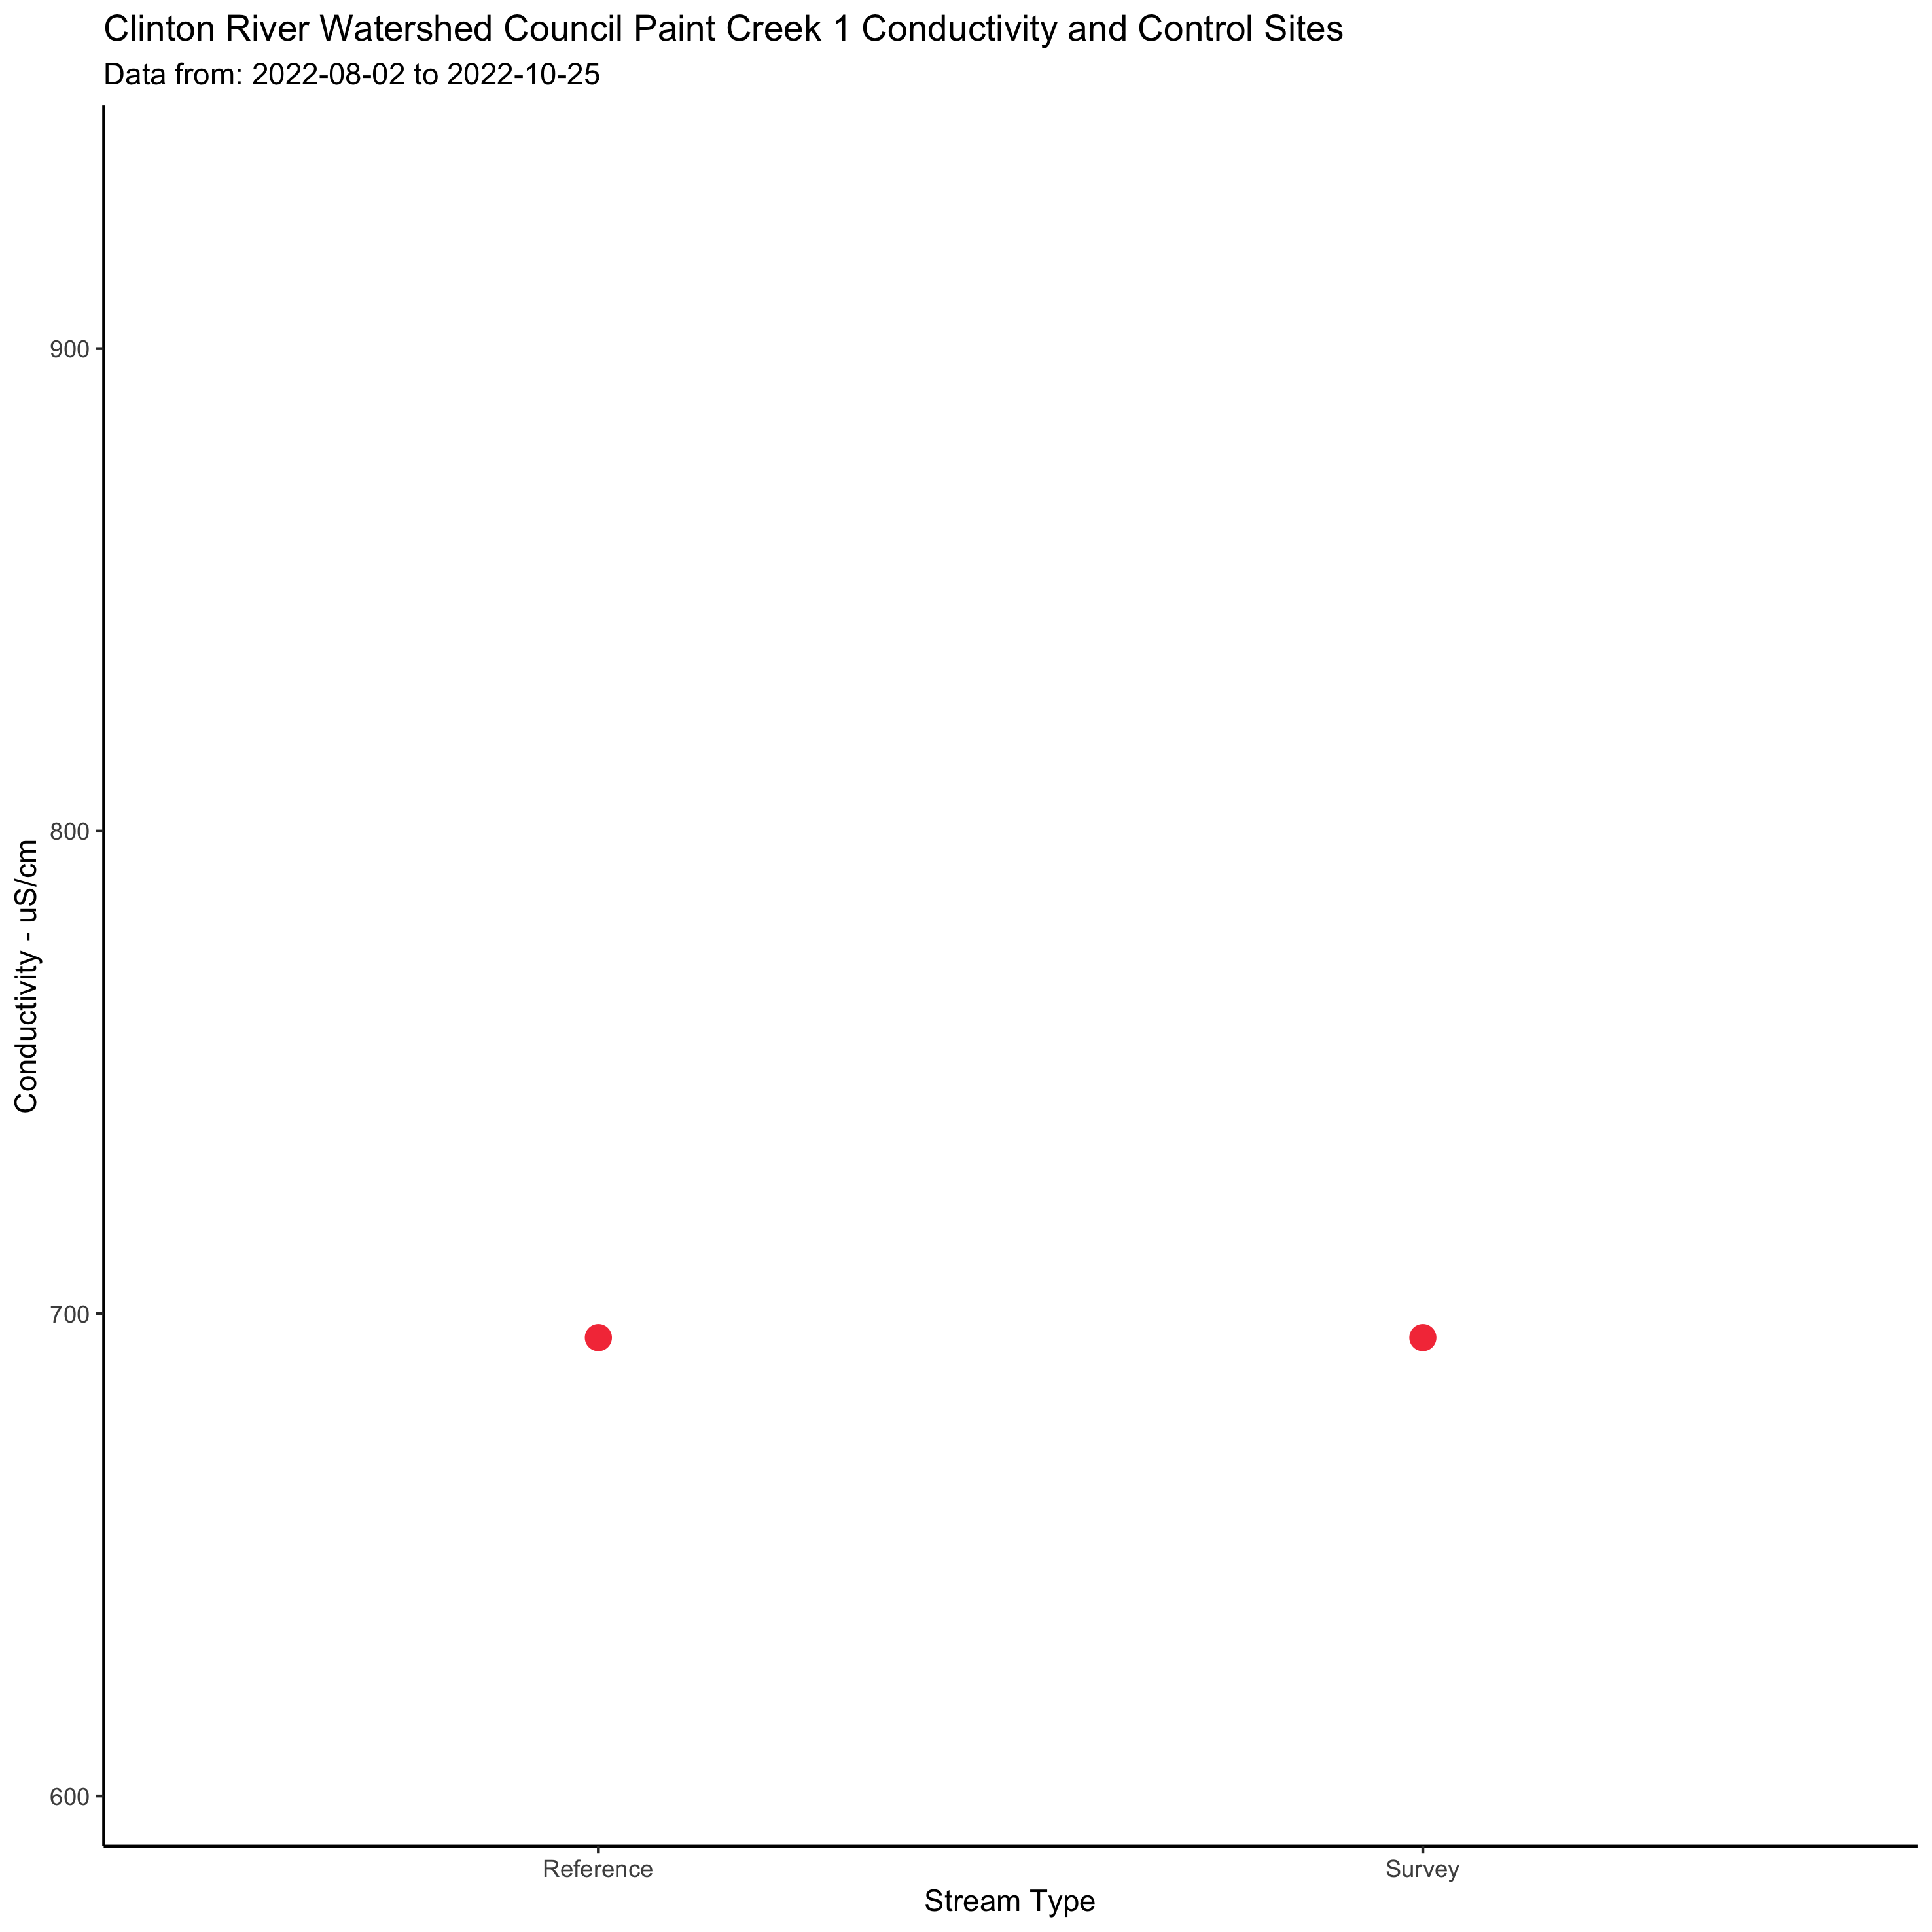 Clinton River Watershed Council Paint Creek 1 Conductivity and Control Sites
Data from: 2022-08-02 to 2022-10-25
Conductivity - uS/cm
900
800
700
600
Reference
Survey
Stream Type